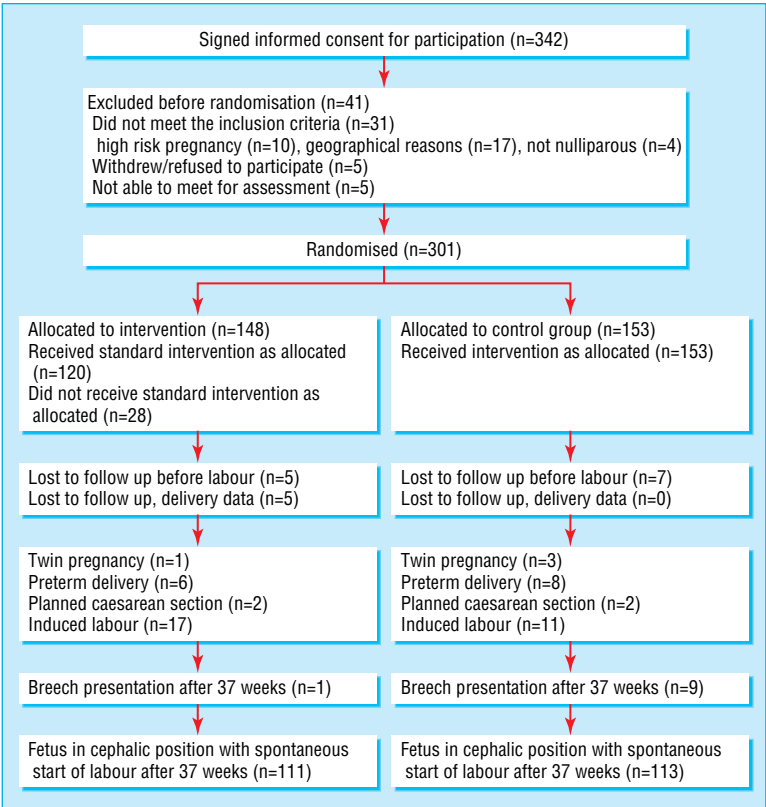 Signed informed consent for participation (n=342)
Excluded before randomisation (n=41)
Did not meet the inclusion criteria (n=31)
high risk pregnancy (n=10), geographical reasons (n=17), not nulliparous (n=4)
Withdrew/refused to participate (n=5)
Not able to meet for assessment (n=5)
Randomised (n=301)
Allocated to intervention (n=148)
Received standard intervention as allocated
(n=120)
Did not receive standard intervention as
allocated (n=28)
Allocated to control group (n=153)
Received intervention as allocated (n=153)
Lost to follow up before labour (n=5)
Lost to follow up, delivery data (n=5)
Lost to follow up before labour (n=7)
Lost to follow up, delivery data (n=0)
Twin pregnancy (n=1)
Preterm delivery (n=6)
Planned caesarean section (n=2)
Induced labour (n=17)
Twin pregnancy (n=3)
Preterm delivery (n=8)
Planned caesarean section (n=2)
Induced labour (n=11)
Breech presentation after 37 weeks (n=1)
Breech presentation after 37 weeks (n=9)
Fetus in cephalic position with spontaneous
start of labour after 37 weeks (n=111)
Fetus in cephalic position with spontaneous
start of labour after 37 weeks (n=113)